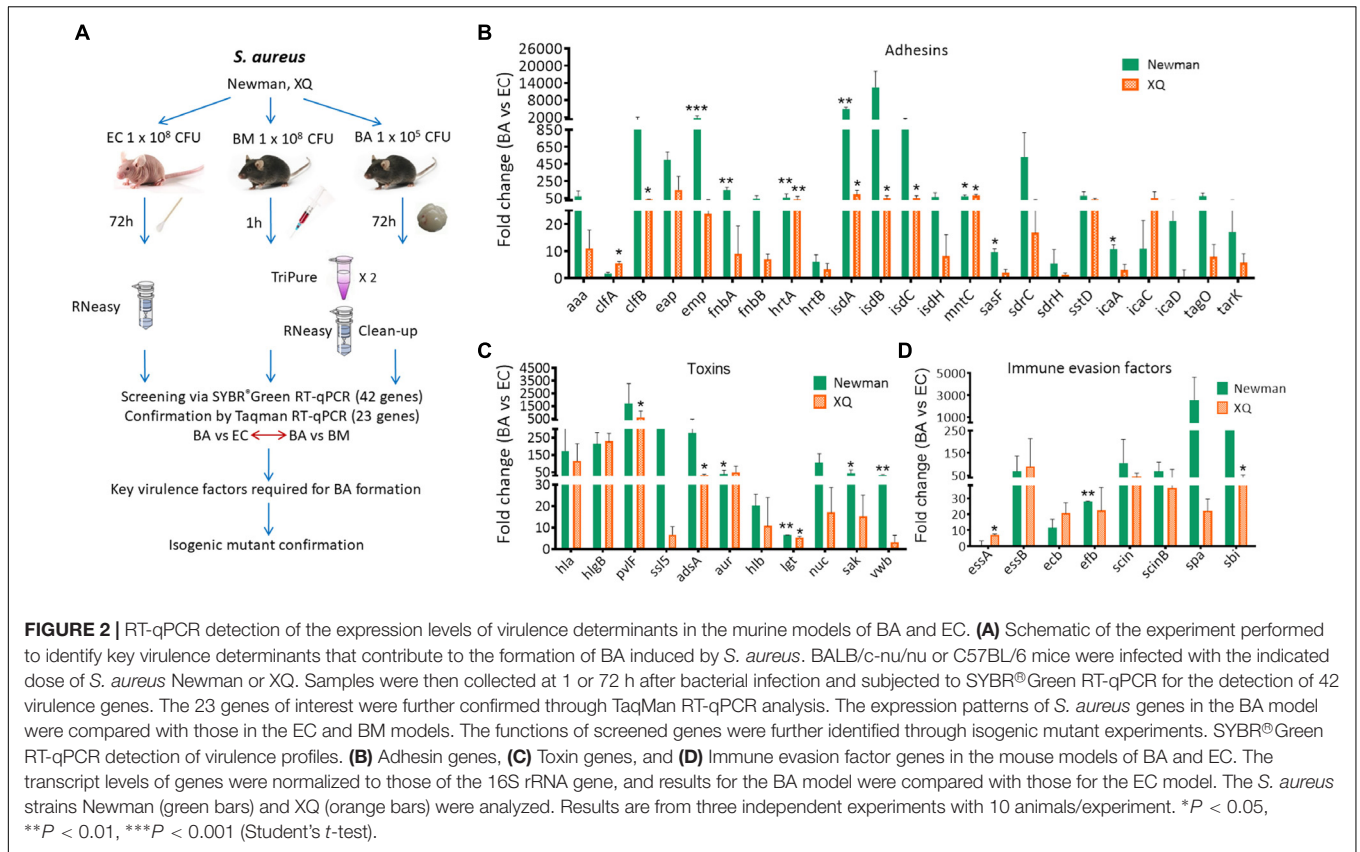 A
S. aureus
Newman, XQ
EC 1 x 10⁸ CFU
BM 1 x 10⁸ CFU
BA 1 x 10⁵ CFU
72h
1h
72h
TriPure
X 2
RNeasy
RNeasy
Clean-up
Screening via SYBR®Green RT-qPCR (42 genes)
Confirmation by Taqman RT-qPCR (23 genes)
BA vs EC
BA vs BM
Key virulence factors required for BA formation
Isogenic mutant confirmation
B
Adhesins
Newman
XQ
Fold change (BA vs EC)
26000
20000
14000
8000
2000
850
650
450
250
50
20
10
0
* * *** ** ** ** ** * * * * * * * *
aaa clfA clfB eap emp fnbA fnbB hrtA hrtB isdA isdB isdC isdH mntC sasF sdrC sdrH sstD icaA icaC icaD tagO tarK
C
Toxins
Newman
XQ
Fold change (BA vs EC)
4500
3500
2500
1500
500
250
150
50
30
20
10
0
* * * ** * * **
hla hlgB pvlF ssl5 adsA aur hlb lgt nuc sak vwb
D
Immune evasion factors
Newman
XQ
Fold change (BA vs EC)
5000
3000
1000
150
50
30
20
10
0
* ** *
essA essB ecb efb scin scinB spa sbi
FIGURE 2 | RT-qPCR detection of the expression levels of virulence determinants in the murine models of BA and EC. (A) Schematic of the experiment performed
to identify key virulence determinants that contribute to the formation of BA induced by S. aureus. BALB/c-nu/nu or C57BL/6 mice were infected with the indicated
dose of S. aureus Newman or XQ. Samples were then collected at 1 or 72 h after bacterial infection and subjected to SYBR®Green RT-qPCR for the detection of 42
virulence genes. The 23 genes of interest were further confirmed through TaqMan RT-qPCR analysis. The expression patterns of S. aureus genes in the BA model
were compared with those in the EC and BM models. The functions of screened genes were further identified through isogenic mutant experiments. SYBR®Green
RT-qPCR detection of virulence profiles. (B) Adhesin genes, (C) Toxin genes, and (D) Immune evasion factor genes in the mouse models of BA and EC. The
transcript levels of genes were normalized to those of the 16S rRNA gene, and results for the BA model were compared with those for the EC model. The S. aureus
strains Newman (green bars) and XQ (orange bars) were analyzed. Results are from three independent experiments with 10 animals/experiment. *P < 0.05,
**P < 0.01, ***P < 0.001 (Student's t-test).